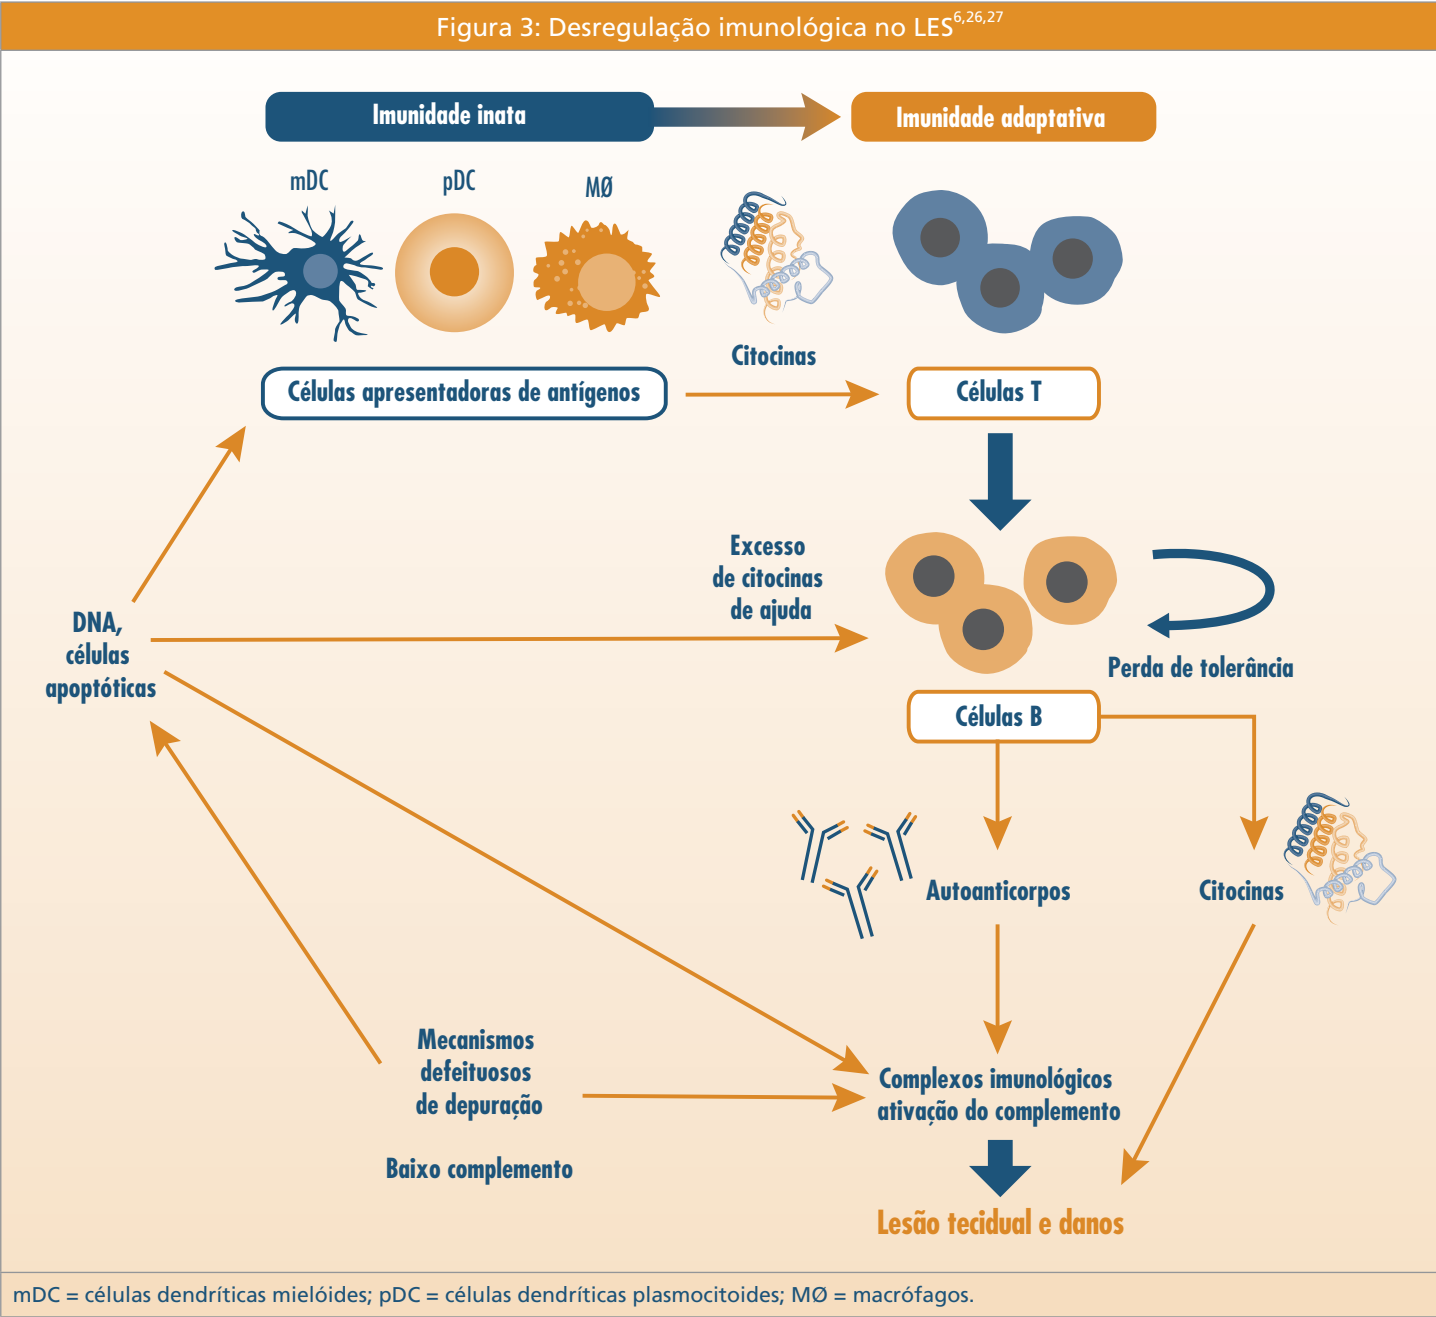 Figura 3: Desregulação imunológica no LES6,26,27
Imunidade inata
Imunidade adaptativa
mDC
pDC
MØ
Citocinas
Células apresentadoras de antígenos
Células T
Excesso
de citocinas
de ajuda
DNA,
células
apoptóticas
Perda de tolerância
Células B
Autoanticorpos
Citocinas
Mecanismos
defeituosos
de depuração
Baixo complemento
Complexos imunológicos
ativação do complemento
Lesão tecidual e danos
mDC = células dendríticas mielóides; pDC = células dendríticas plasmocitoides; MØ = macrófagos.